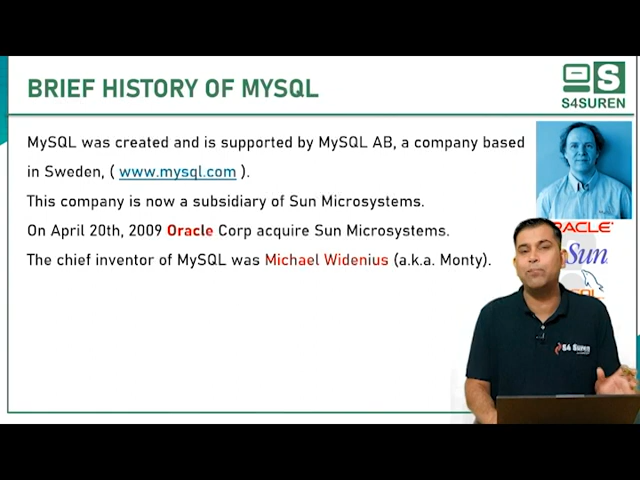 BRIEF HISTORY OF MYSQL
S4SUREN
MySQL was created and is supported by MySQL AB, a company based
in Sweden, ( www.mysql.com ).
This company is now a subsidiary of Sun Microsystems.
On April 20th, 2009 Oracle Corp acquire Sun Microsystems.
The chief inventor of MySQL was Michael Widenius (a.k.a. Monty).
ORACLE
Sun
S4 Suren